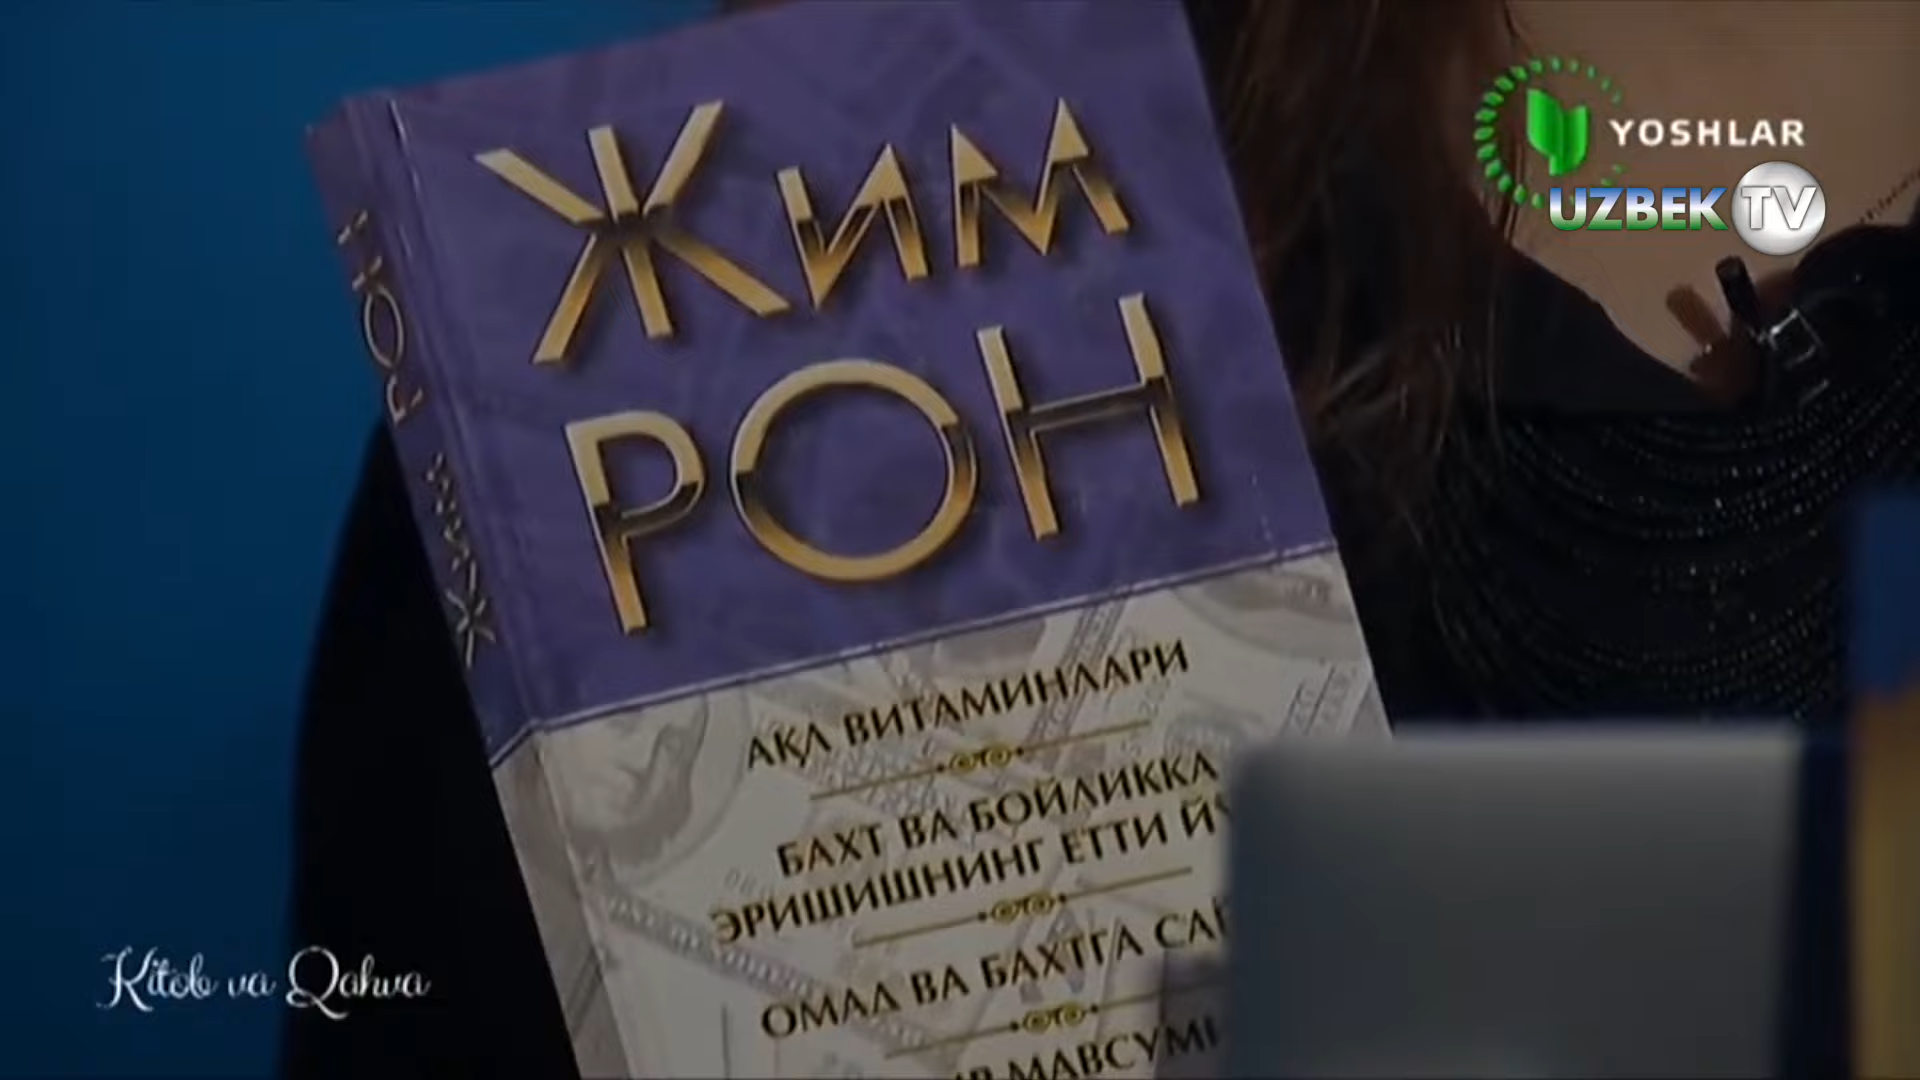 YOSHLAR
UZBEK TV
ЖИМ
РОН
ЖИМ РОН
АҚЛ ВИТАМИНЛАРИ
БАХТ ВА БОЙЛИККА
ЭРИШИШНИНГ ЕТТИ
ОМАД ВА БАХТГА
Kitob va Qahva